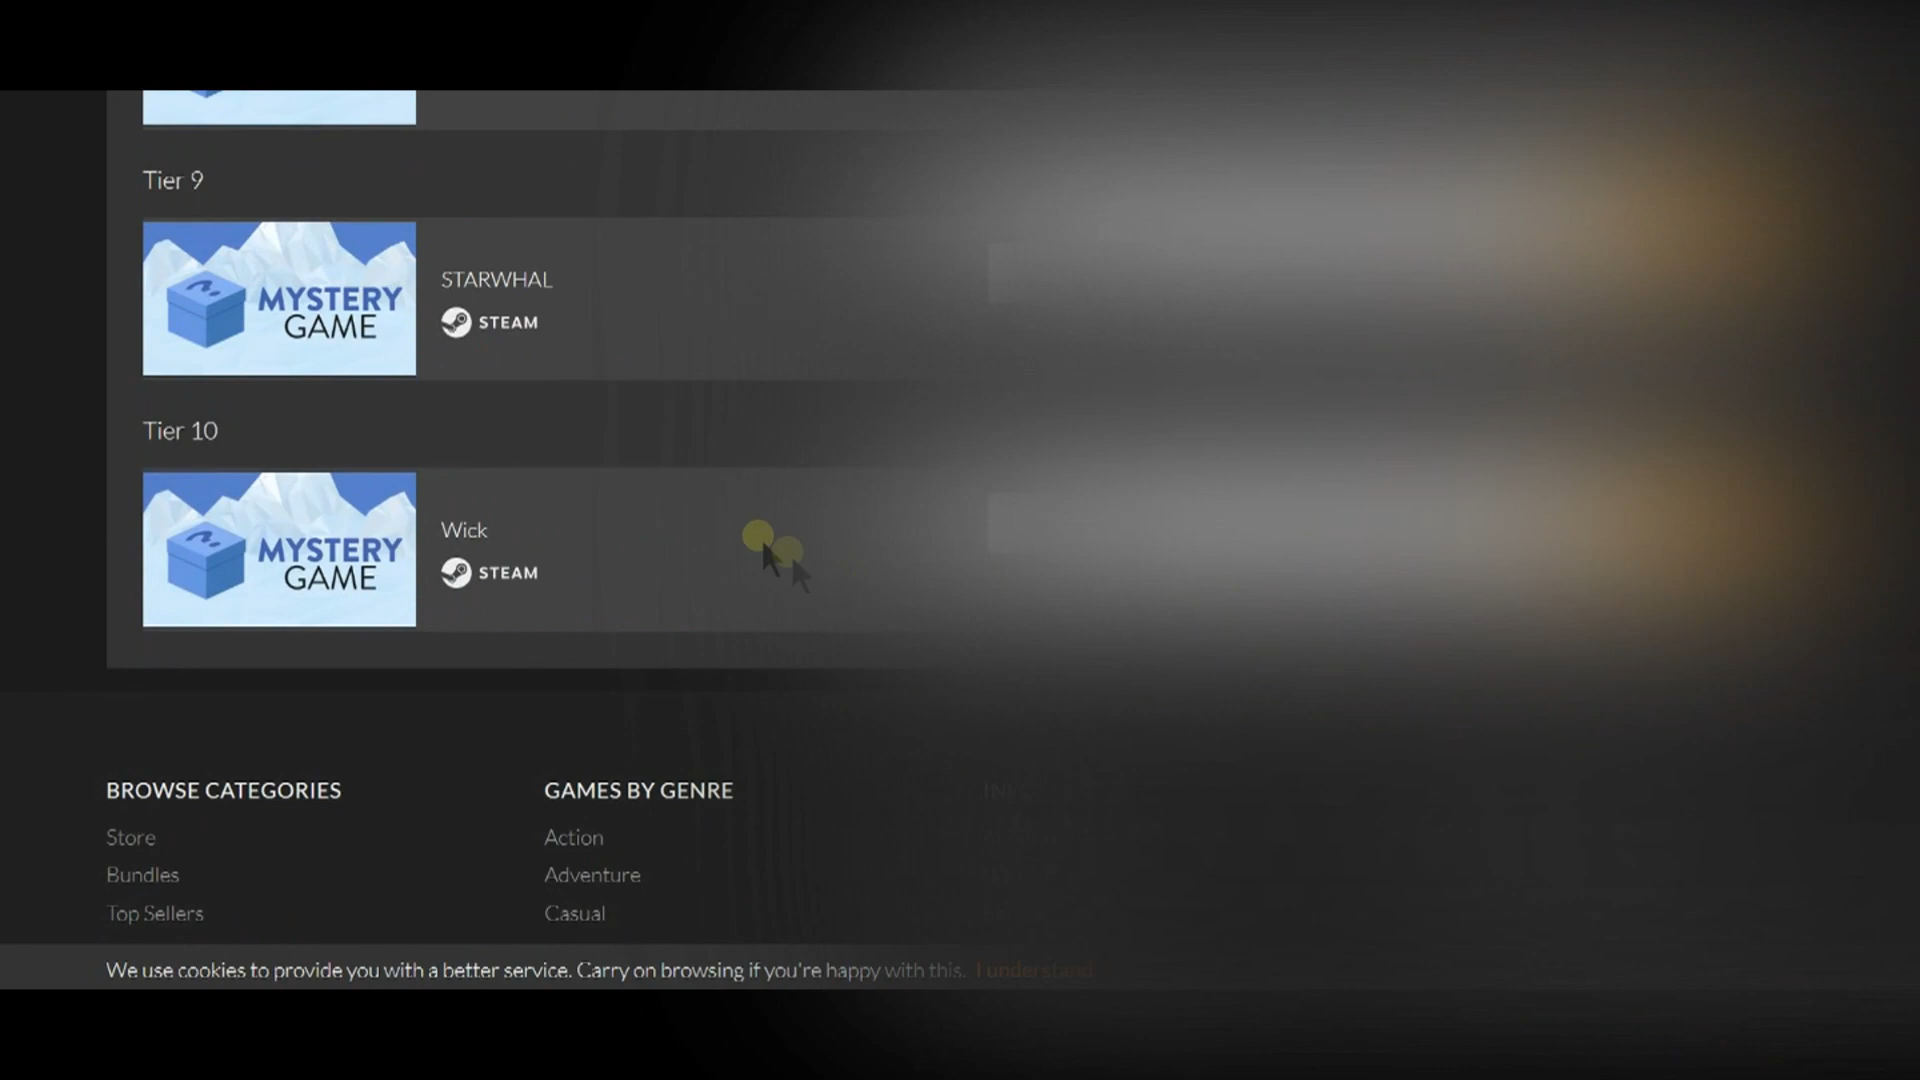 Tier 9
MYSTERY
GAME
STARWHAL
STEAM
Tier 10
MYSTERY
GAME
Wick
STEAM
BROWSE CATEGORIES
Store
Bundles
Top Sellers
GAMES BY GENRE
Action
Adventure
Casual
We use cookies to provide you with a better service. Carry on browsing if you're happy with this. I understand